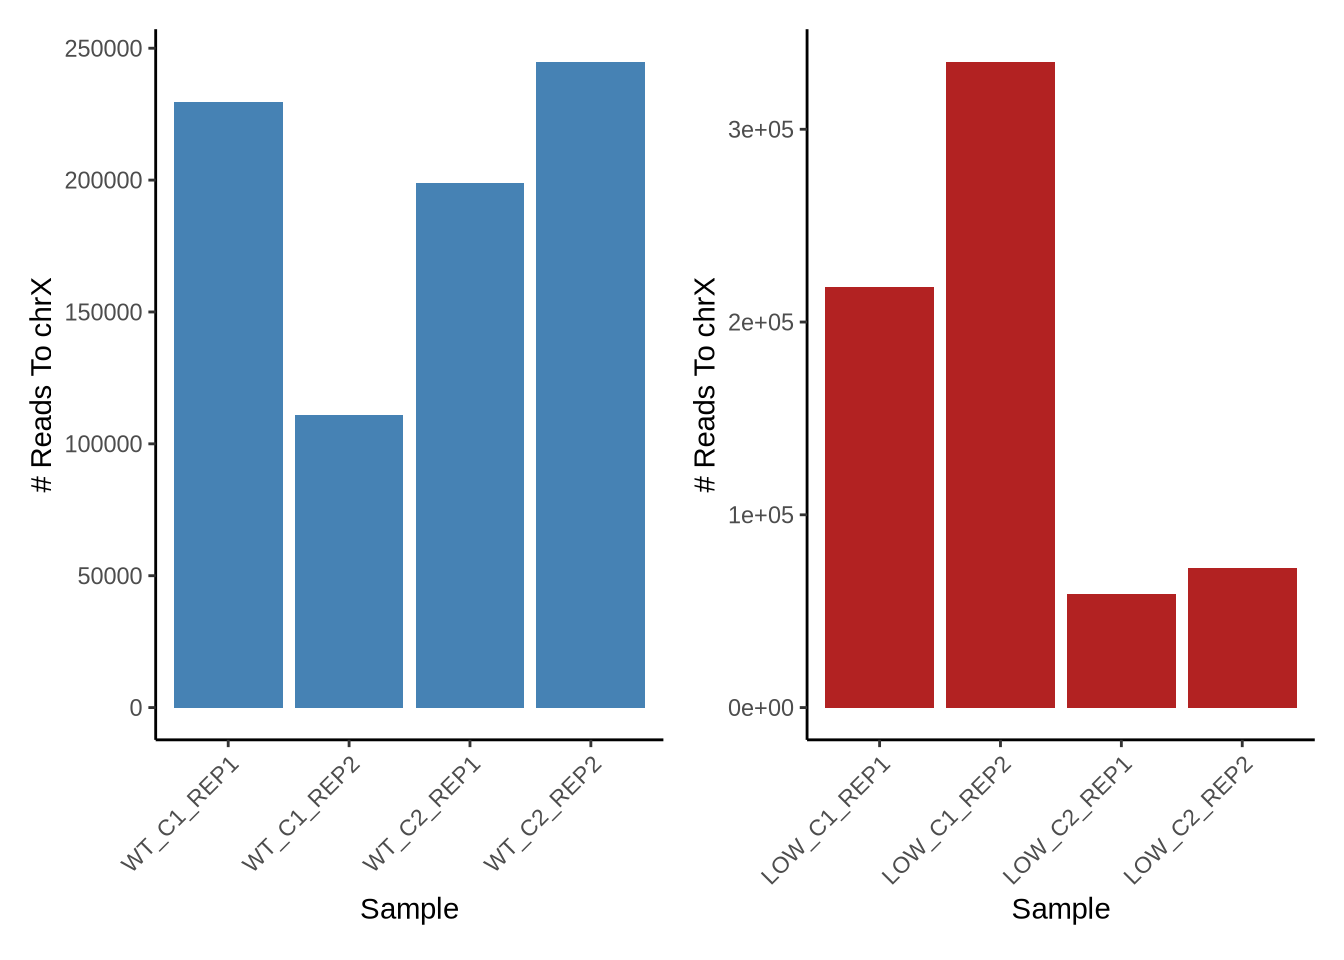 # Reads To chrX
250000
200000
150000
100000
50000
0
WT_C1_REP1
WT_C1_REP2
WT_C2_REP1
WT_C2_REP2
Sample
# Reads To chrX
3e+05
2e+05
1e+05
0e+00
LOW_C1_REP1
LOW_C1_REP2
LOW_C2_REP1
LOW_C2_REP2
Sample